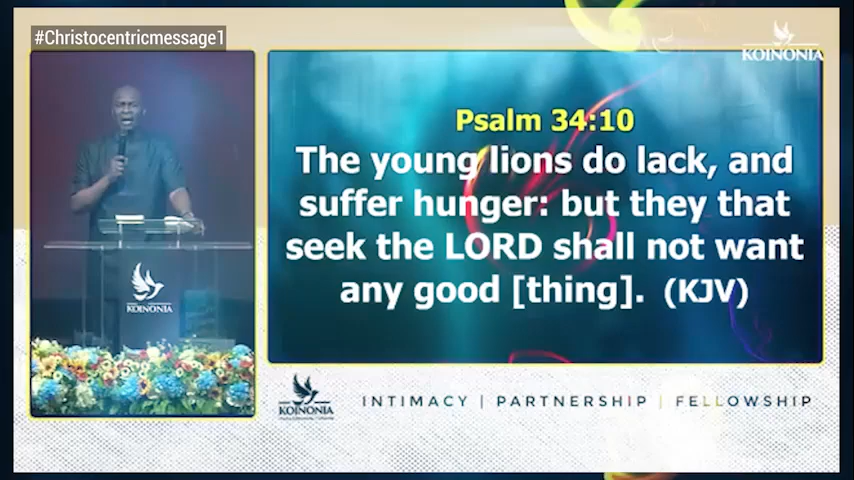 #Christocentricmessage1
KOINONIA
Psalm 34:10
The young lions do lack, and
suffer hunger: but they that
seek the LORD shall not want
any good [thing]. (KJV)
KOINONIA
KOINONIA
INTIMACY | PARTNERSHIP | FELLOWSHIP